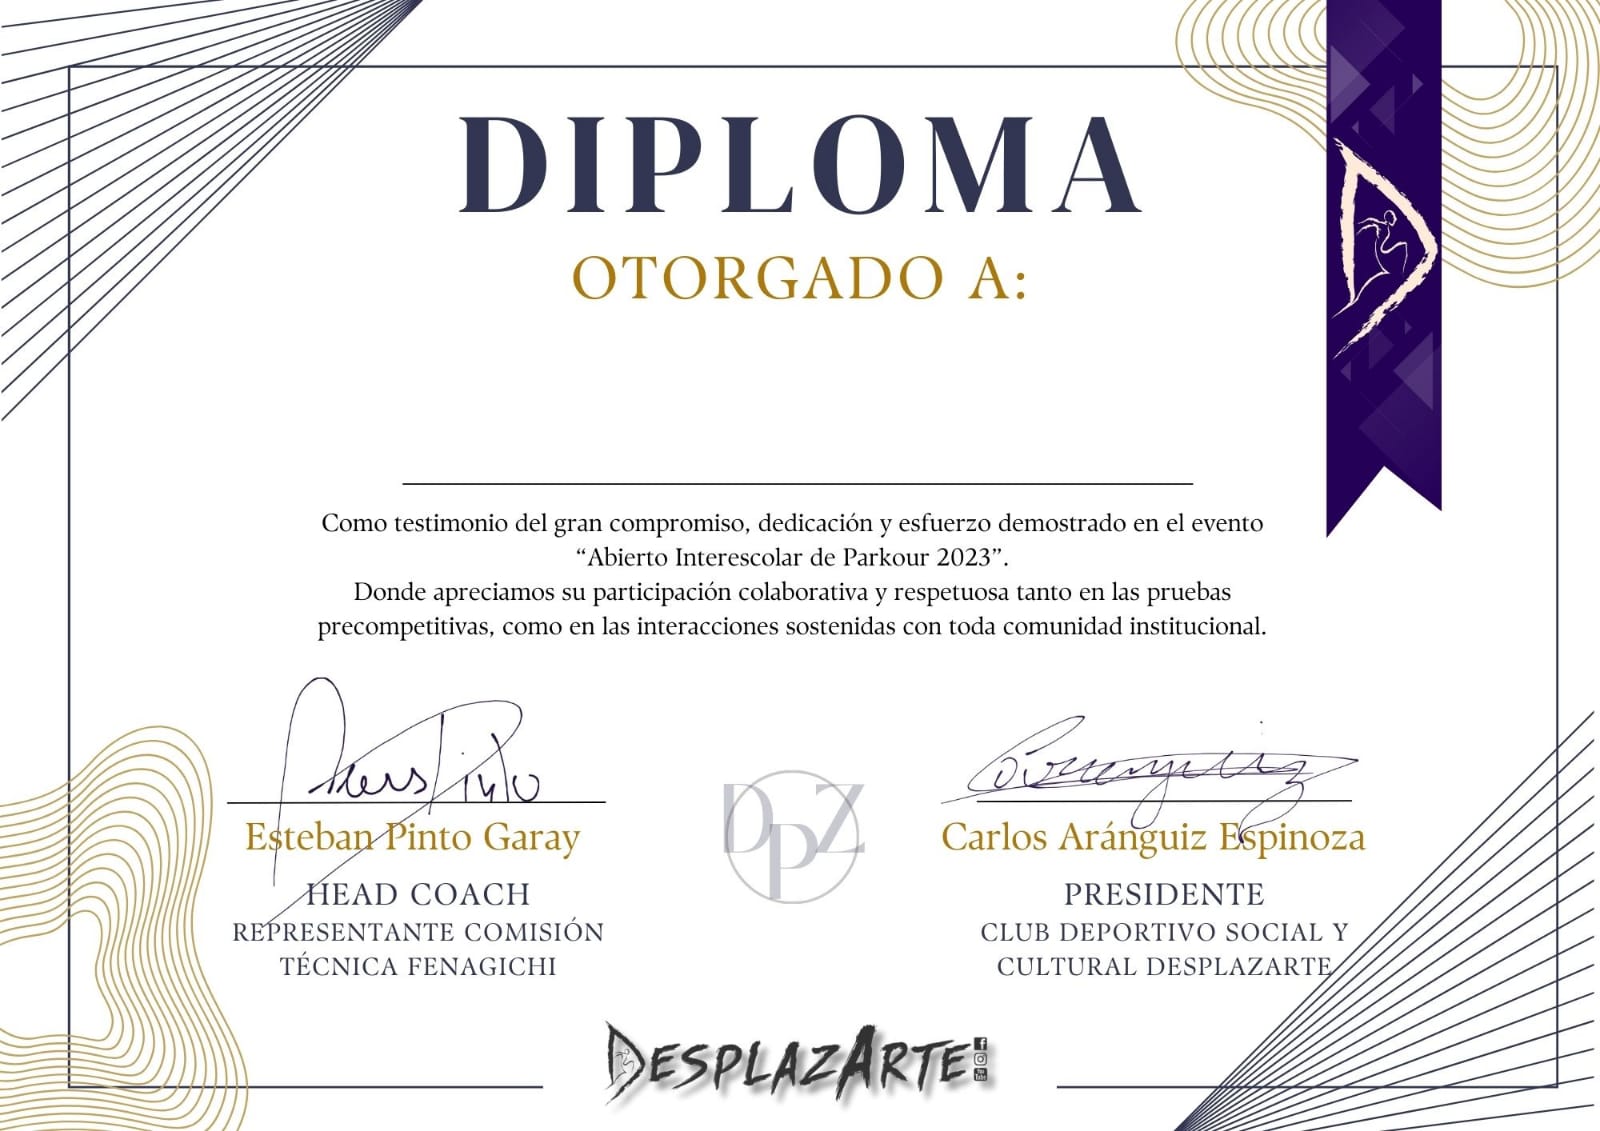 DIPLOMA
OTORGADO A:
Como testimonio del gran compromiso, dedicación y esfuerzo demostrado en el evento
“Abierto Interescolar de Parkour 2023”.
Donde apreciamos su participación colaborativa y respetuosa tanto en las pruebas
precompetitivas, como en las interacciones sostenidas con toda comunidad institucional.
Esteban Pinto Garay
HEAD COACH
REPRESENTANTE COMISIÓN
TÉCNICA FENAGICHI
DPZ
Carlos Aránguiz Espinoza
PRESIDENTE
CLUB DEPORTIVO SOCIAL Y
CULTURAL DESPLAZARTE
DESPLAZARTE